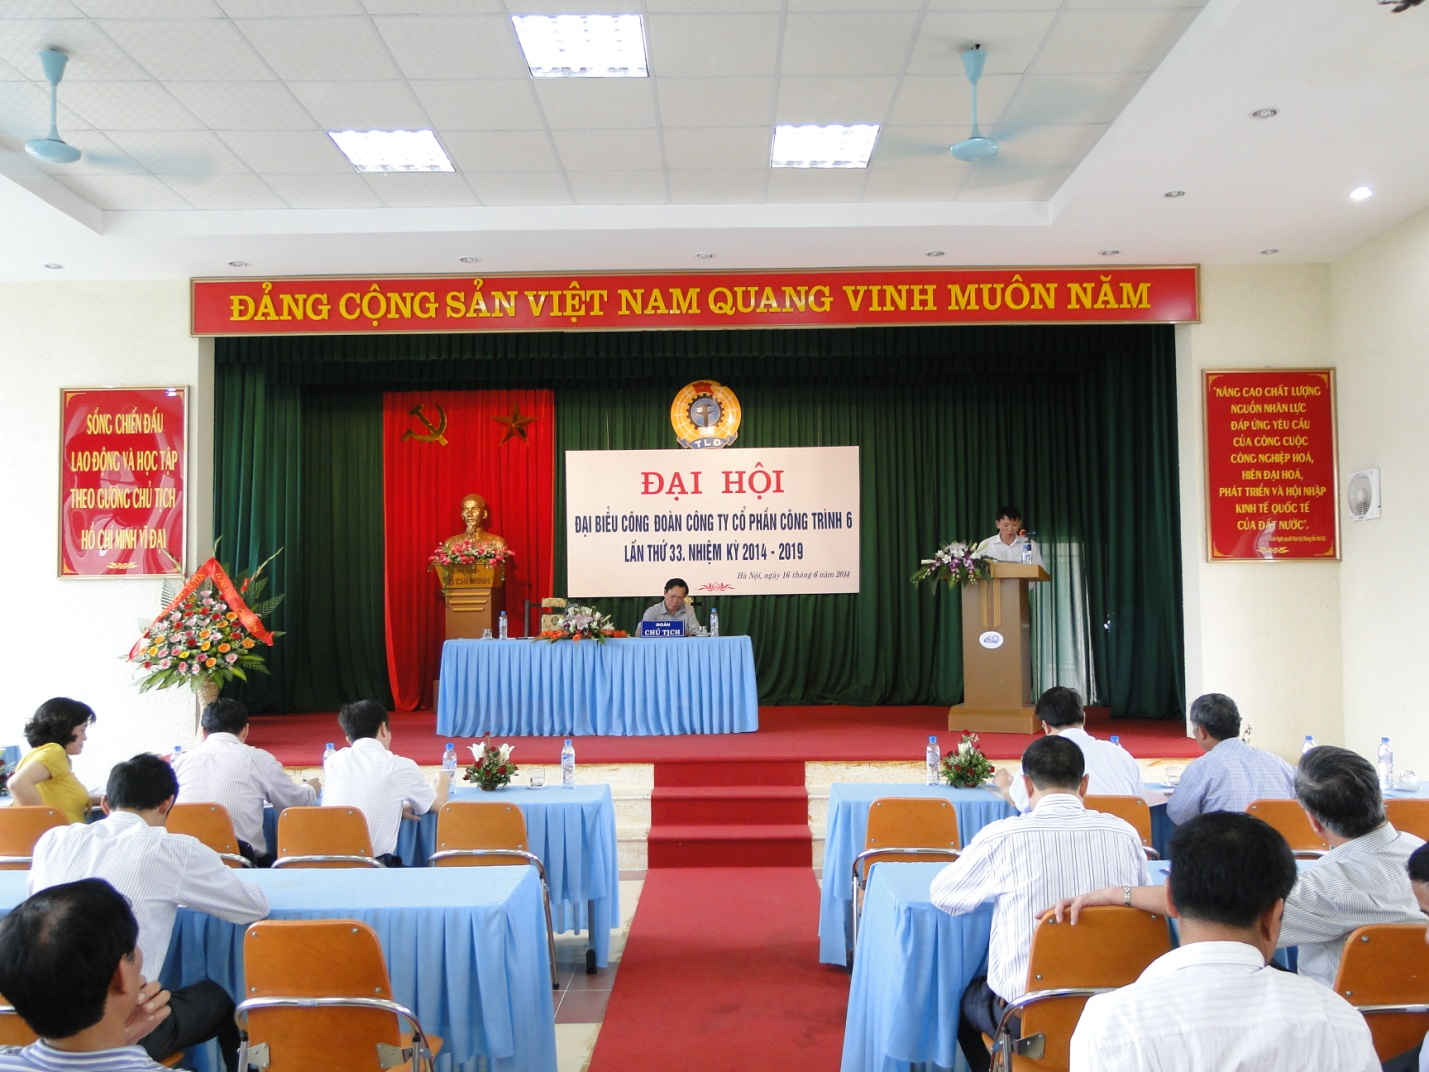 ĐẢNG CỘNG SẢN VIỆT NAM QUANG VINH MUÔN NĂM
SỐNG CHIẾN ĐẤU
LAO ĐỘNG VÀ HỌC TẬP
THEO GƯƠNG CHỦ TỊCH
HỒ CHÍ MINH VĨ ĐẠI
TLĐ
ĐẠI HỘI
ĐẠI BIỂU CÔNG ĐOÀN CÔNG TY CỔ PHẦN CÔNG TRÌNH 6
LẦN THỨ 33. NHIỆM KỲ 2014 - 2019
Hà Nội, ngày 16 tháng 6 năm 2014
"NÂNG CAO CHẤT LƯỢNG
NGUỒN NHÂN LỰC
ĐÁP ỨNG YÊU CẦU
CỦA CÔNG CUỘC
CÔNG NGHIỆP HOÁ,
HIỆN ĐẠI HOÁ,
PHÁT TRIỂN VÀ HỘI NHẬP
KINH TẾ QUỐC TẾ
CỦA ĐẤT NƯỚC".
HỒ CHÍ MINH
ĐOÀN
CHỦ TỊCH